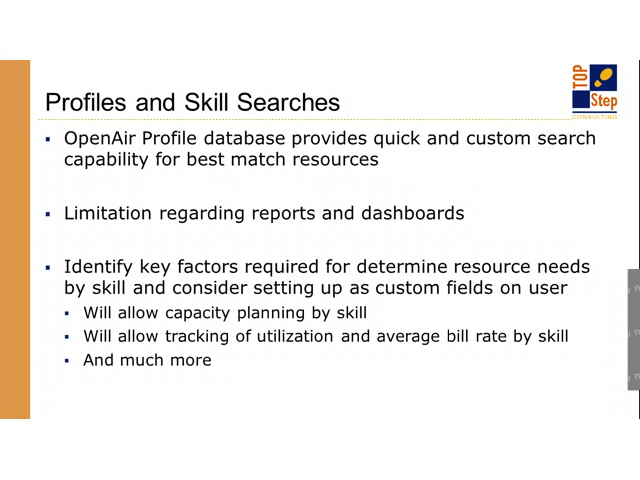 TOP
Step
CONSULTING
Profiles and Skill Searches
▪ OpenAir Profile database provides quick and custom search
capability for best match resources
▪ Limitation regarding reports and dashboards
▪ Identify key factors required for determine resource needs
by skill and consider setting up as custom fields on user
▪ Will allow capacity planning by skill
▪ Will allow tracking of utilization and average bill rate by skill
▪ And much more